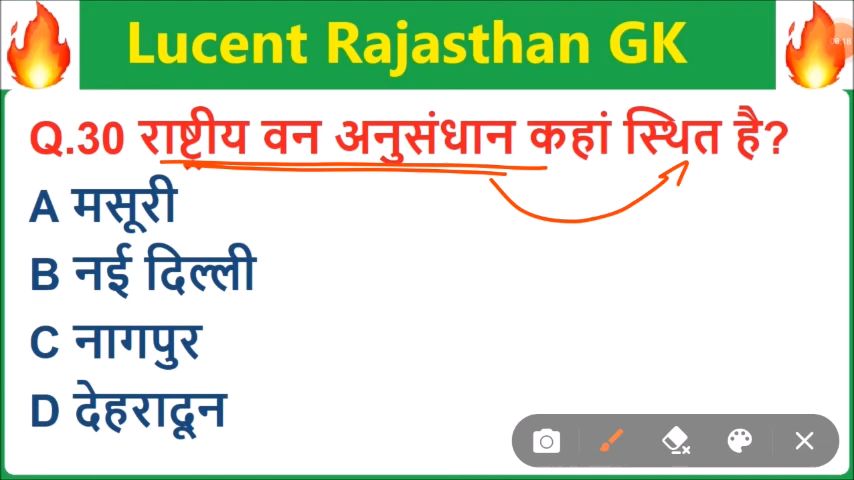 Lucent Rajasthan GK
Q.30 राष्ट्रीय वन अनुसंधान कहां स्थित है?
A मसूरी
B नई दिल्ली
C नागपुर
D देहरादून